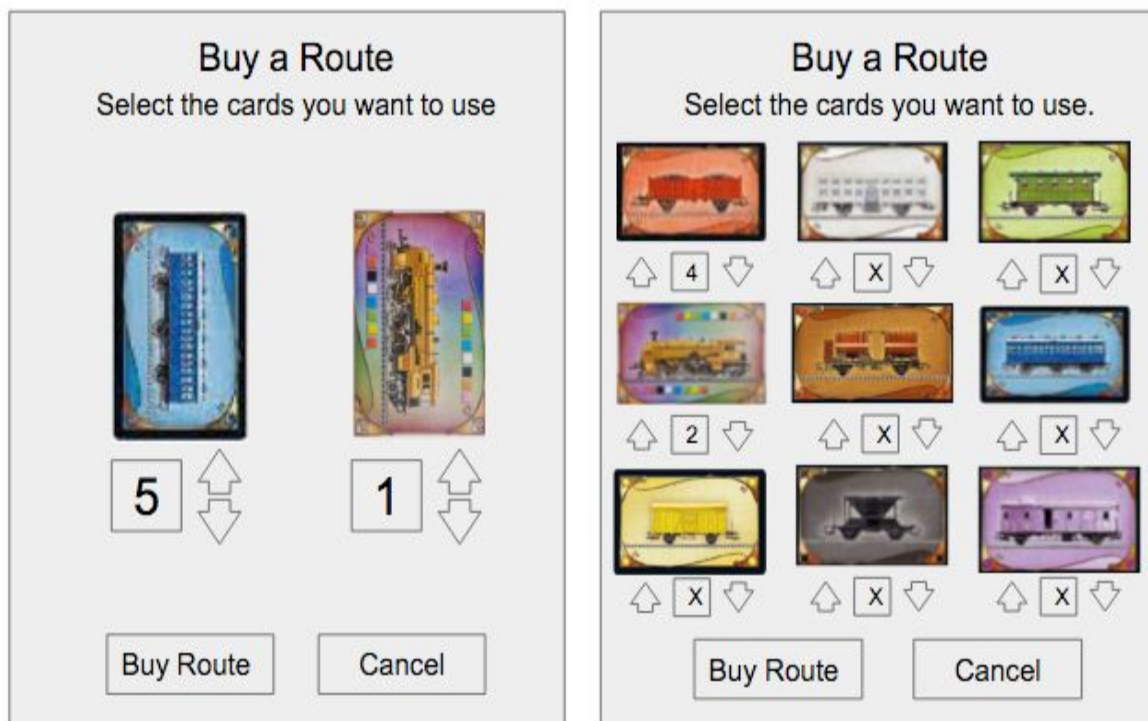 Buy a Route
Select the cards you want to use
5 1
Buy Route Cancel
Buy a Route
Select the cards you want to use.
4 X X
2 X X
X X X
Buy Route Cancel